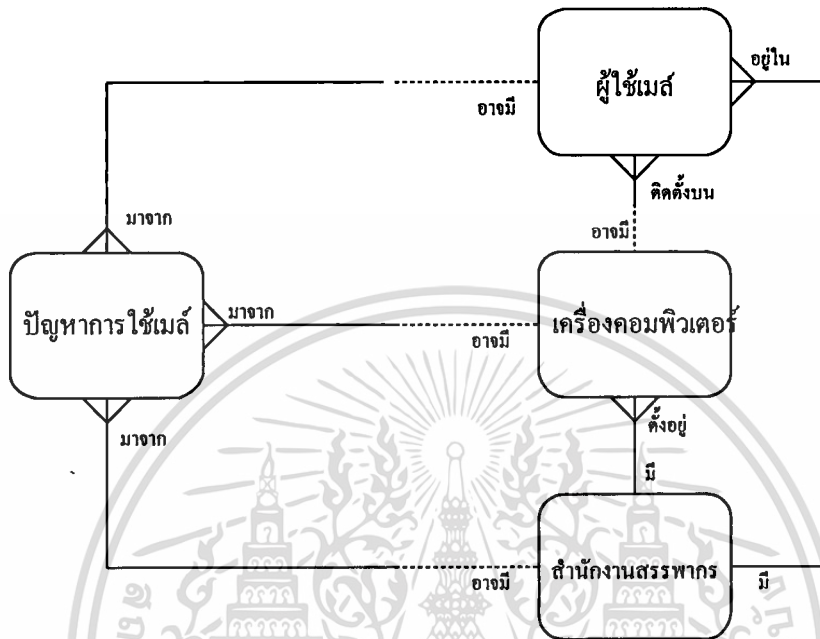 อยู่ใน
ผู้ใช้เมล์
อาจมี
ติดตั้งบน
มาจาก
อาจมี
ปัญหาการใช้เมล์
มาจาก
อาจมี
เครื่องคอมพิวเตอร์
มาจาก
ตั้งอยู่
มี
อาจมี
สำนักงานสรรพากร
มี